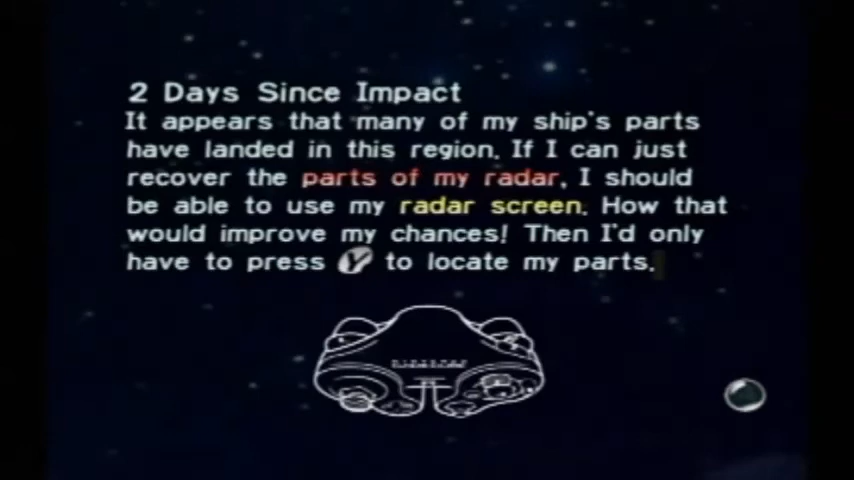 2 Days Since Impact
It appears that many of my ship's parts
have landed in this region. If I can just
recover the parts of my radar, I should
be able to use my radar screen. How that
would improve my chances! Then I'd only
have to press Y to locate my parts.